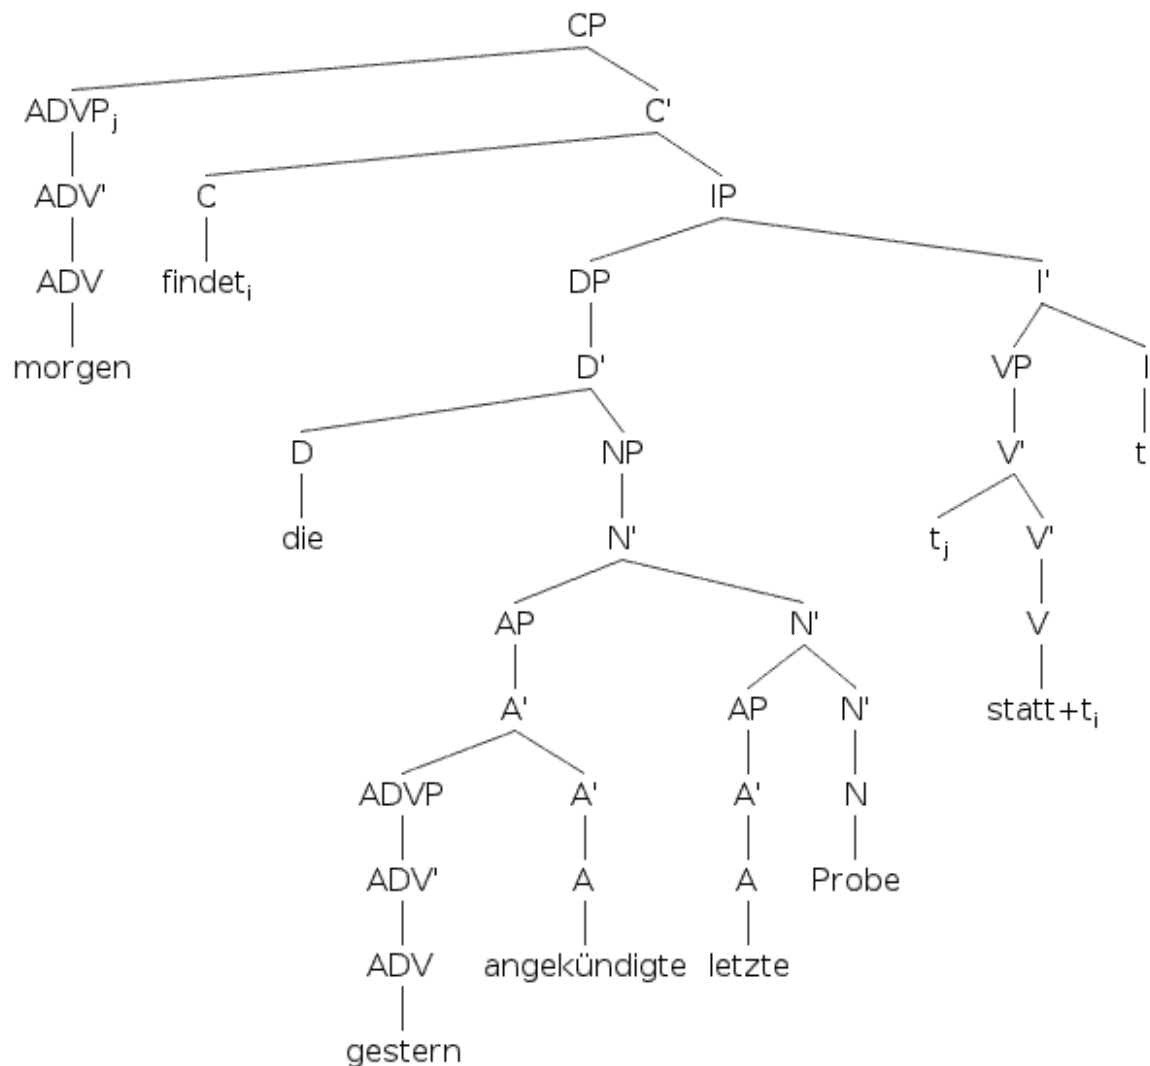 CP
ADVPj C'
ADV' C IP
ADV findeti DP I'
morgen D' VP I
D NP V' t
die N' tj V'
AP N' V
A' AP N' statt+ti
ADVP A' A' N
ADV' A A Probe
ADV angekündigte letzte
gestern